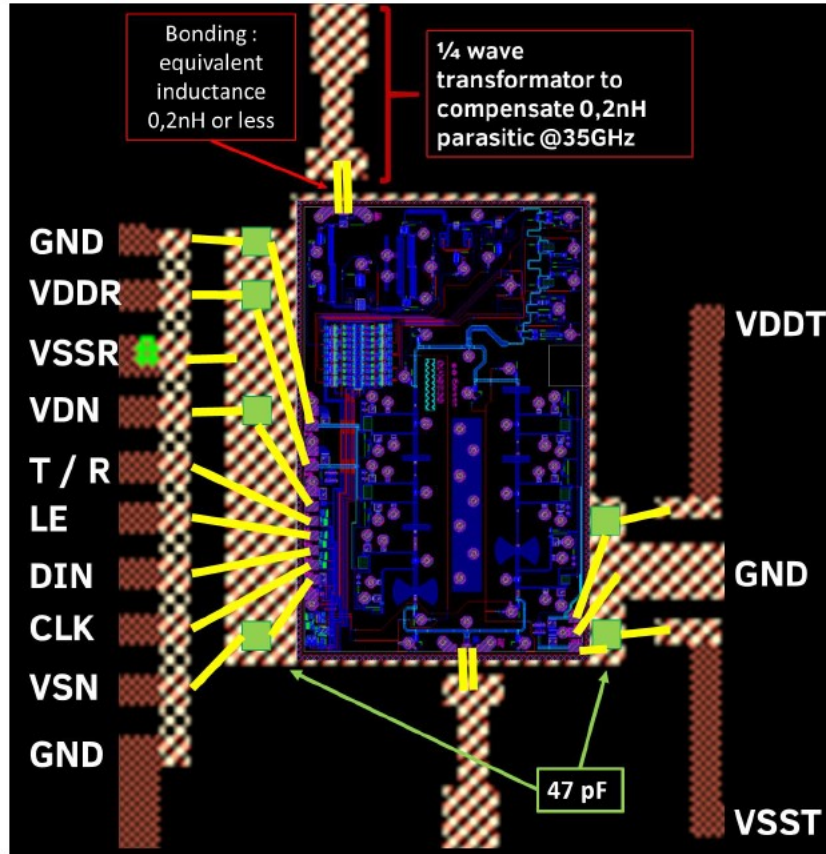 Bonding :
equivalent
inductance
0,2nH or less
¼ wave
transformator to
compensate 0,2nH
parasitic @35GHz
GND
VDDR
VSSR
VDN
T / R
LE
DIN
CLK
VSN
GND
VDDT
GND
VSST
47 pF